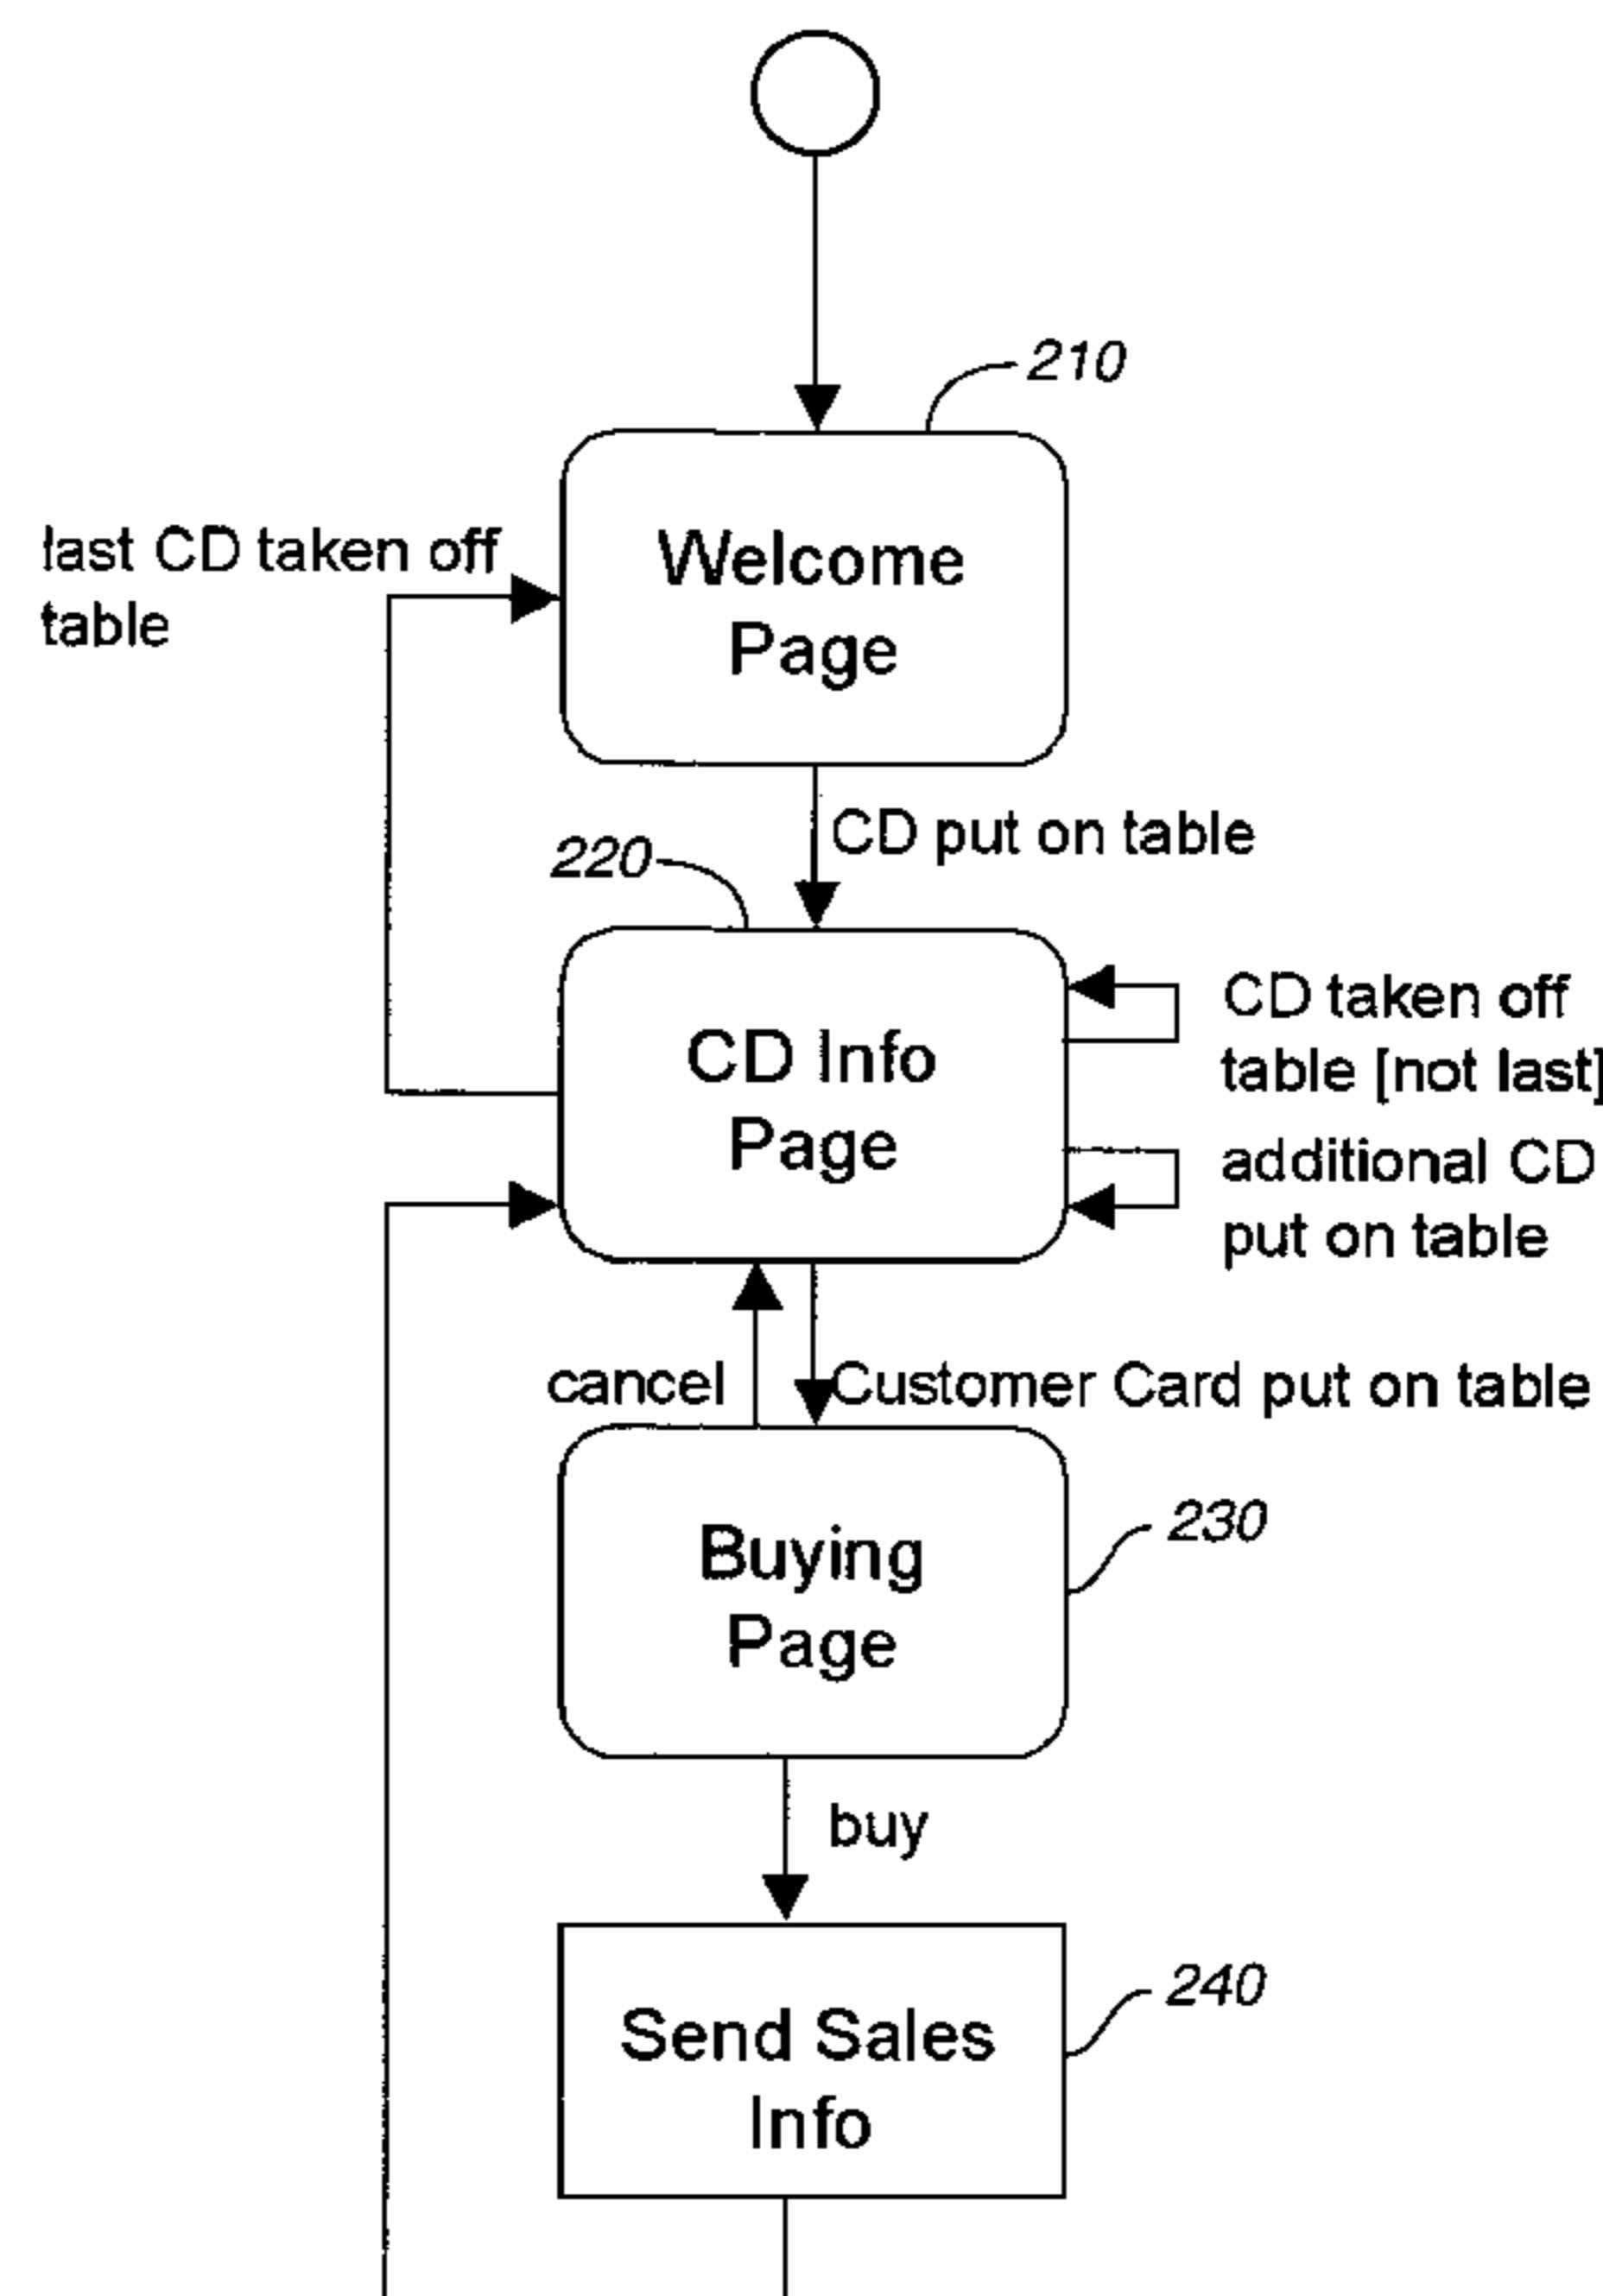 210
last CD taken off
table
Welcome
Page
CD put on table
220
CD Info
Page
CD taken off
table [not last]
additional CD
put on table
cancel
Customer Card put on table
Buying
Page
230
buy
240
Send Sales
Info